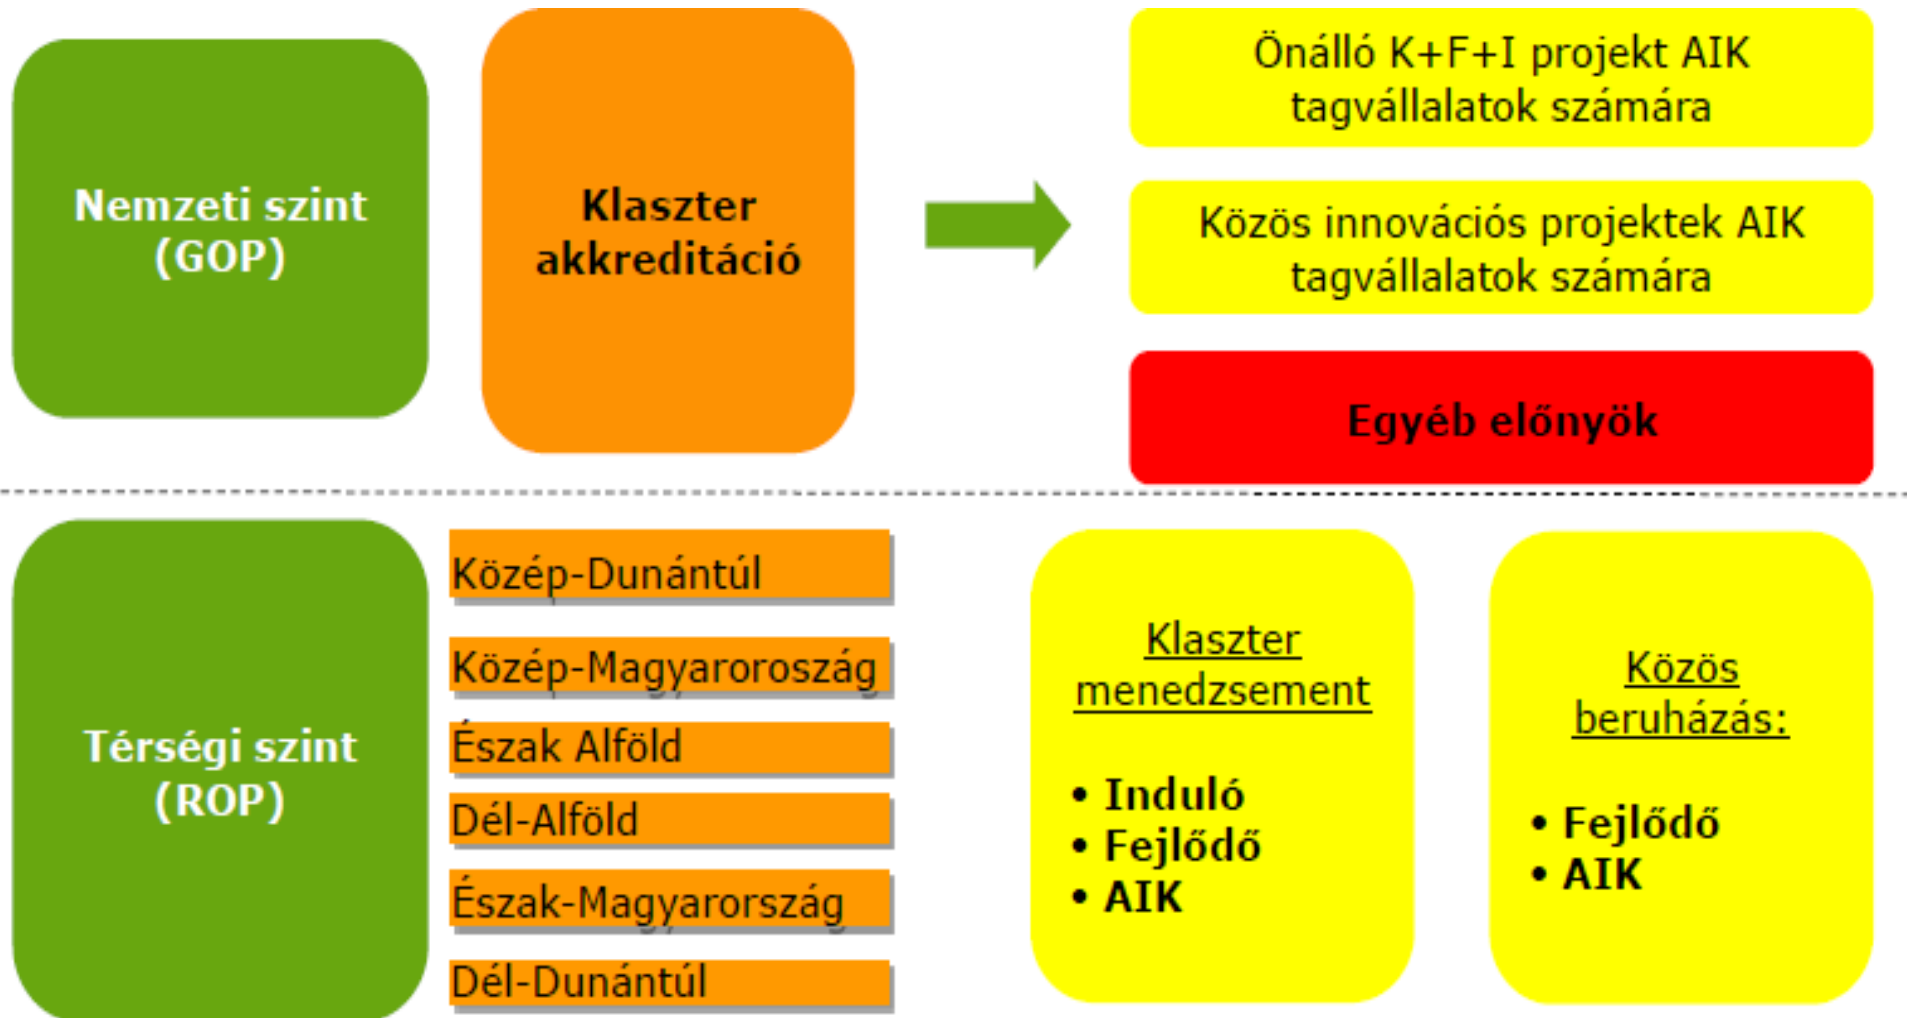 Nemzeti szint
(GOP)
Klaszter
akkreditáció
Önálló K+F+I projekt AIK
tagvállalatok számára
Közös innovációs projektek AIK
tagvállalatok számára
Egyéb előnyök
Térségi szint
(ROP)
Közép-Dunántúl
Közép-Magyaroroszág
Észak Alföld
Dél-Alföld
Észak-Magyarország
Dél-Dunántúl
Klaszter
menedzsement
• Induló
• Fejlődő
• AIK
Közös
beruházás:
• Fejlődő
• AIK